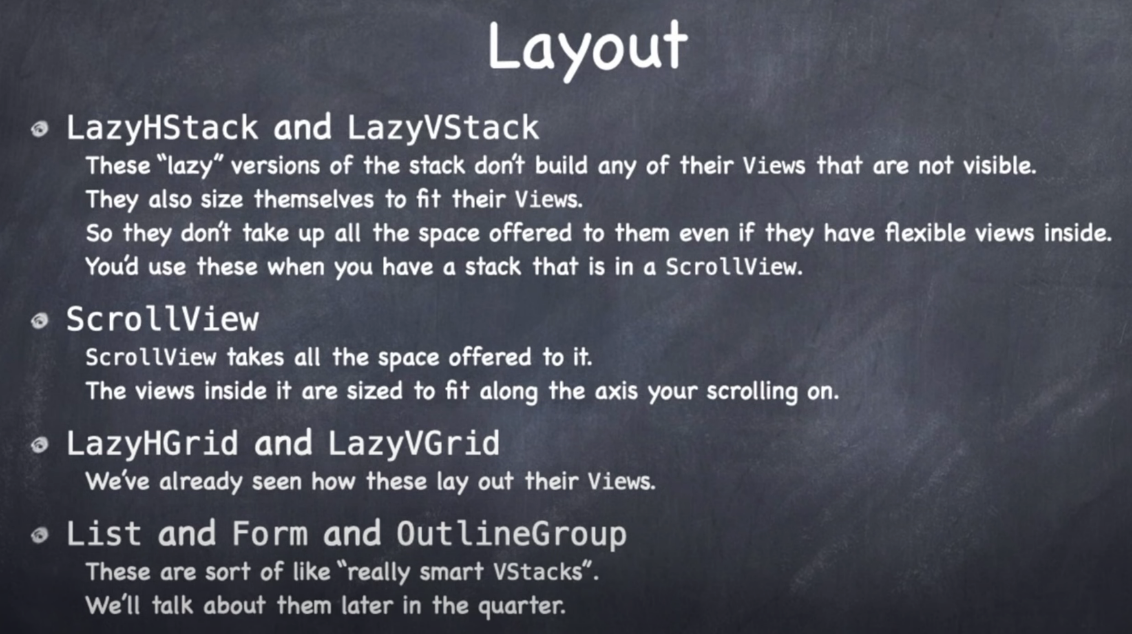 Layout
LazyHStack and LazyVStack
These “lazy” versions of the stack don’t build any of their Views that are not visible.
They also size themselves to fit their Views.
So they don’t take up all the space offered to them even if they have flexible views inside.
You’d use these when you have a stack that is in a ScrollView.
ScrollView
ScrollView takes all the space offered to it.
The views inside it are sized to fit along the axis your scrolling on.
LazyHGrid and LazyVGrid
We’ve already seen how these lay out their Views.
List and Form and OutlineGroup
These are sort of like “really smart VStacks”.
We’ll talk about them later in the quarter.